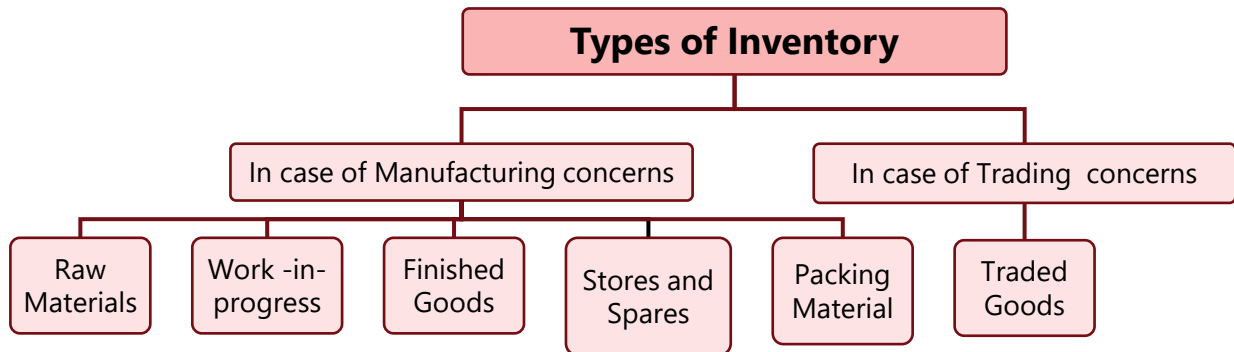 Types of Inventory
In case of Manufacturing concerns
In case of Trading  concerns
Raw
Materials
Work -in-
progress
Finished
Goods
Stores and
Spares
Packing
Material
Traded
Goods